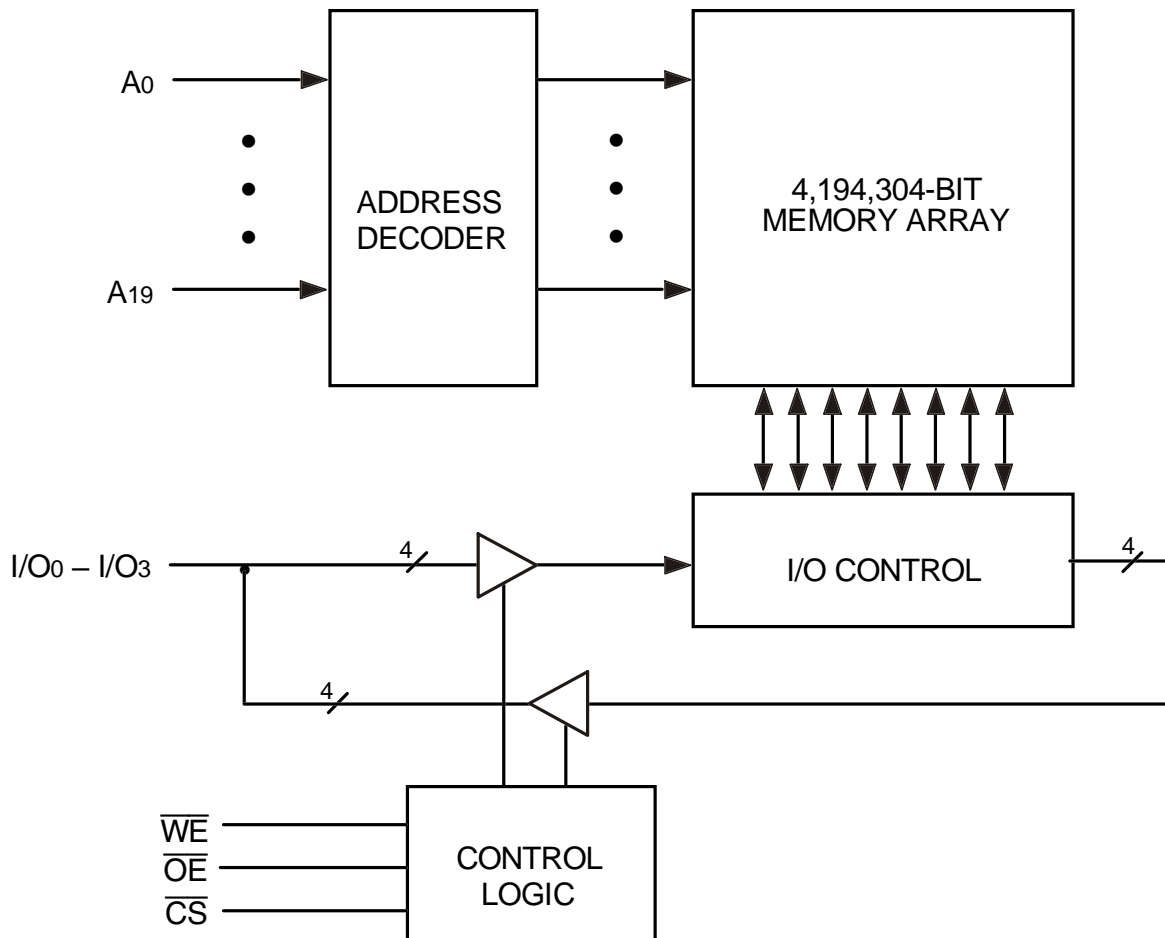 A0
A19
ADDRESS
DECODER
4,194,304-BIT
MEMORY ARRAY
I/O0 – I/O3
4
I/O CONTROL
4
4
WE
OE
CS
CONTROL
LOGIC